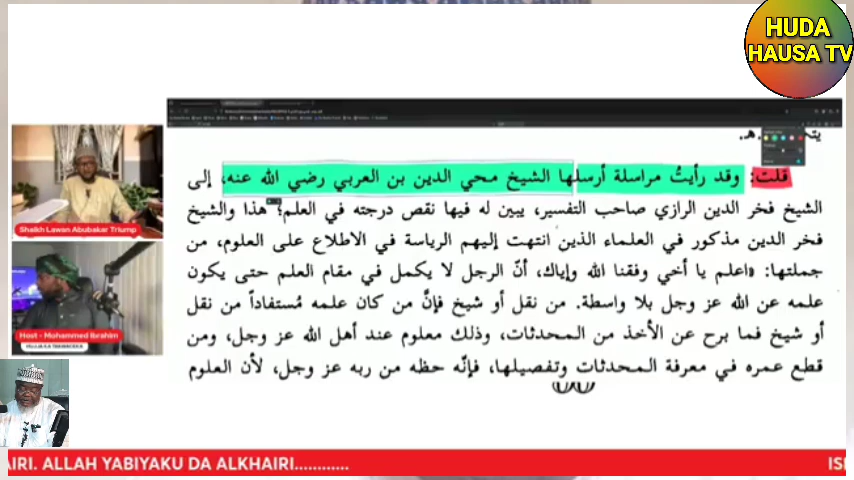 HUDA
HAUSA TV
يتح
قلت: وقد رأيتُ مراسلة أرسلها الشيخ محي الدين بن العربي رضي الله عنه، إلى
الشيخ فخر الدين الرازي صاحب التفسير، يبين له فيها نقص درجته في العلم؟ هذا والشيخ
فخر الدين مذكور في العلماء الذين انتهت إليهم الرياسة في الاطلاع على العلوم، من
جملتها: «اعلم يا أخي وفقنا الله وإياك، أنّ الرجل لا يكمل في مقام العلم حتى يكون
علمه عن الله عز وجل بلا واسطة. من نقل أو شيخ فإنَّ من كان علمه مُستفاداً من نقل
أو شيخ فما برح عن الأخذ من المحدثات، وذلك معلوم عند أهل الله عز وجل، ومن
قطع عمره في معرفة المحدثات وتفصيلها، فإنّه حظه من ربه عز وجل، لأن العلوم
Shaikh Lawan Abubakar Triump
Host - Mohammed Ibrahim
AIRI. ALLAH YABIYAKU DA ALKHAIRI............
ISI